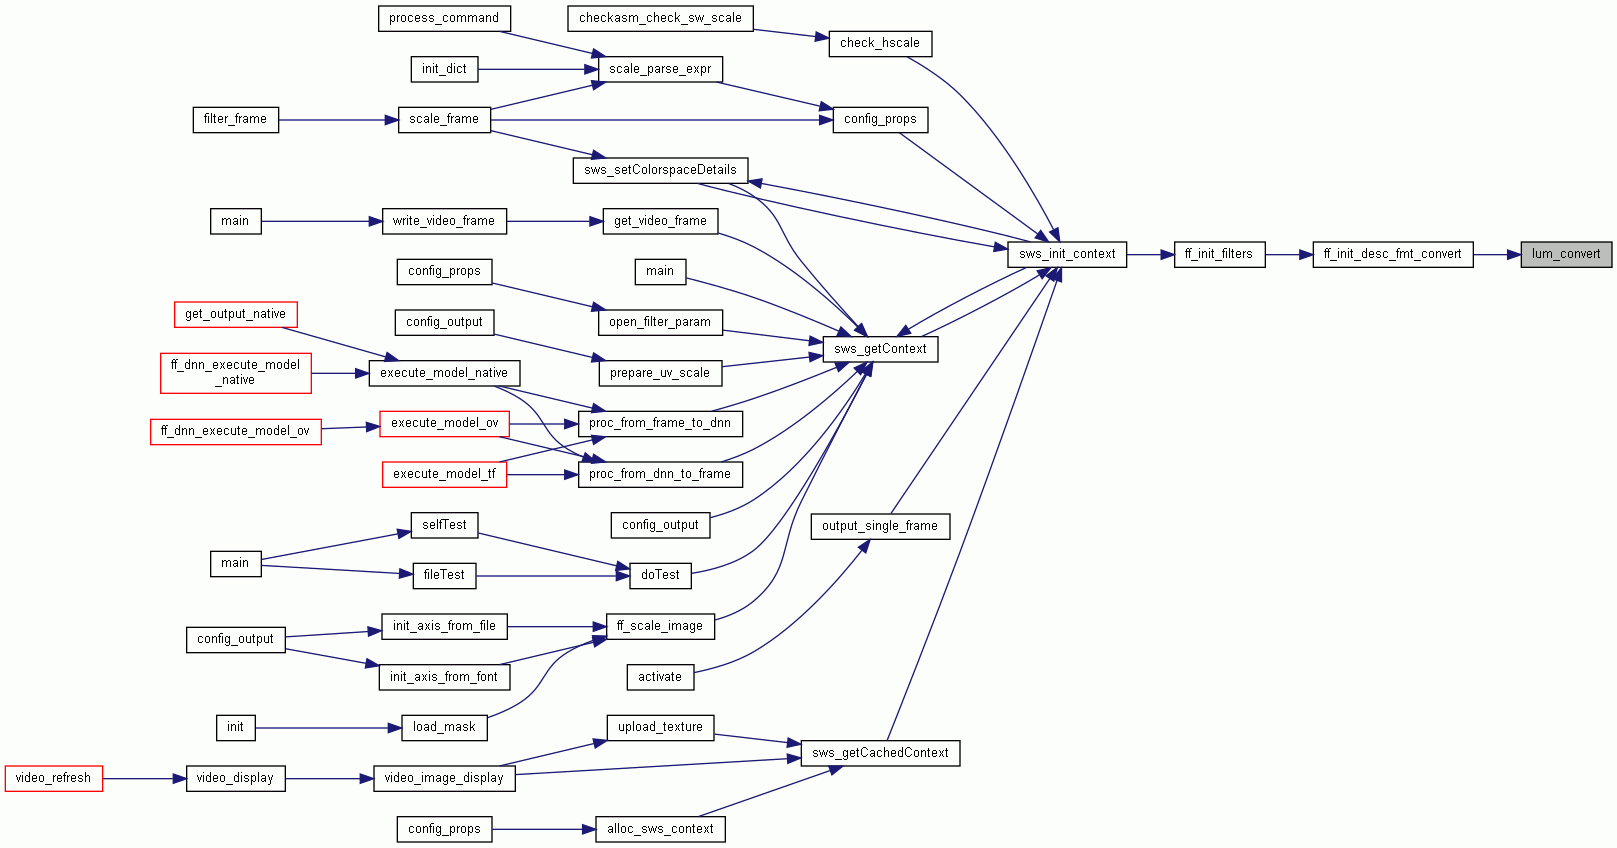 process_command
checkasm_check_sw_scale
check_hscale
init_dict
scale_parse_expr
filter_frame
scale_frame
config_props
sws_setColorspaceDetails
main
write_video_frame
get_video_frame
sws_init_context
ff_init_filters
ff_init_desc_fmt_convert
lum_convert
config_props
main
get_output_native
config_output
open_filter_param
sws_getContext
ff_dnn_execute_model
_native
execute_model_native
prepare_uv_scale
ff_dnn_execute_model_ov
execute_model_ov
proc_from_frame_to_dnn
execute_model_tf
proc_from_dnn_to_frame
selfTest
config_output
output_single_frame
main
fileTest
doTest
config_output
init_axis_from_file
ff_scale_image
init_axis_from_font
activate
init
load_mask
upload_texture
sws_getCachedContext
video_refresh
video_display
video_image_display
config_props
alloc_sws_context